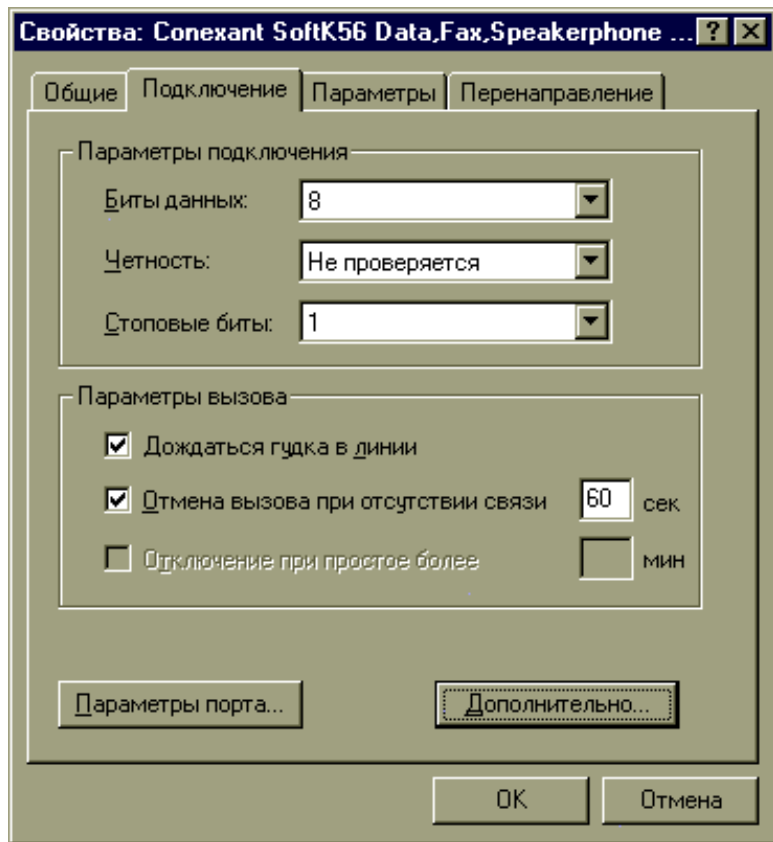 Свойства: Conexant SoftK56 Data,Fax,Speakerphone ...
Общие Подключение Параметры Перенаправление
Параметры подключения
Биты данных: 8
Четность: Не проверяется
Стоповые биты: 1
Параметры вызова
Дождаться гудка в линии
Отмена вызова при отсутствии связи 60 сек
Отключение при простое более мин
Параметры порта... Дополнительно...
OK Отмена